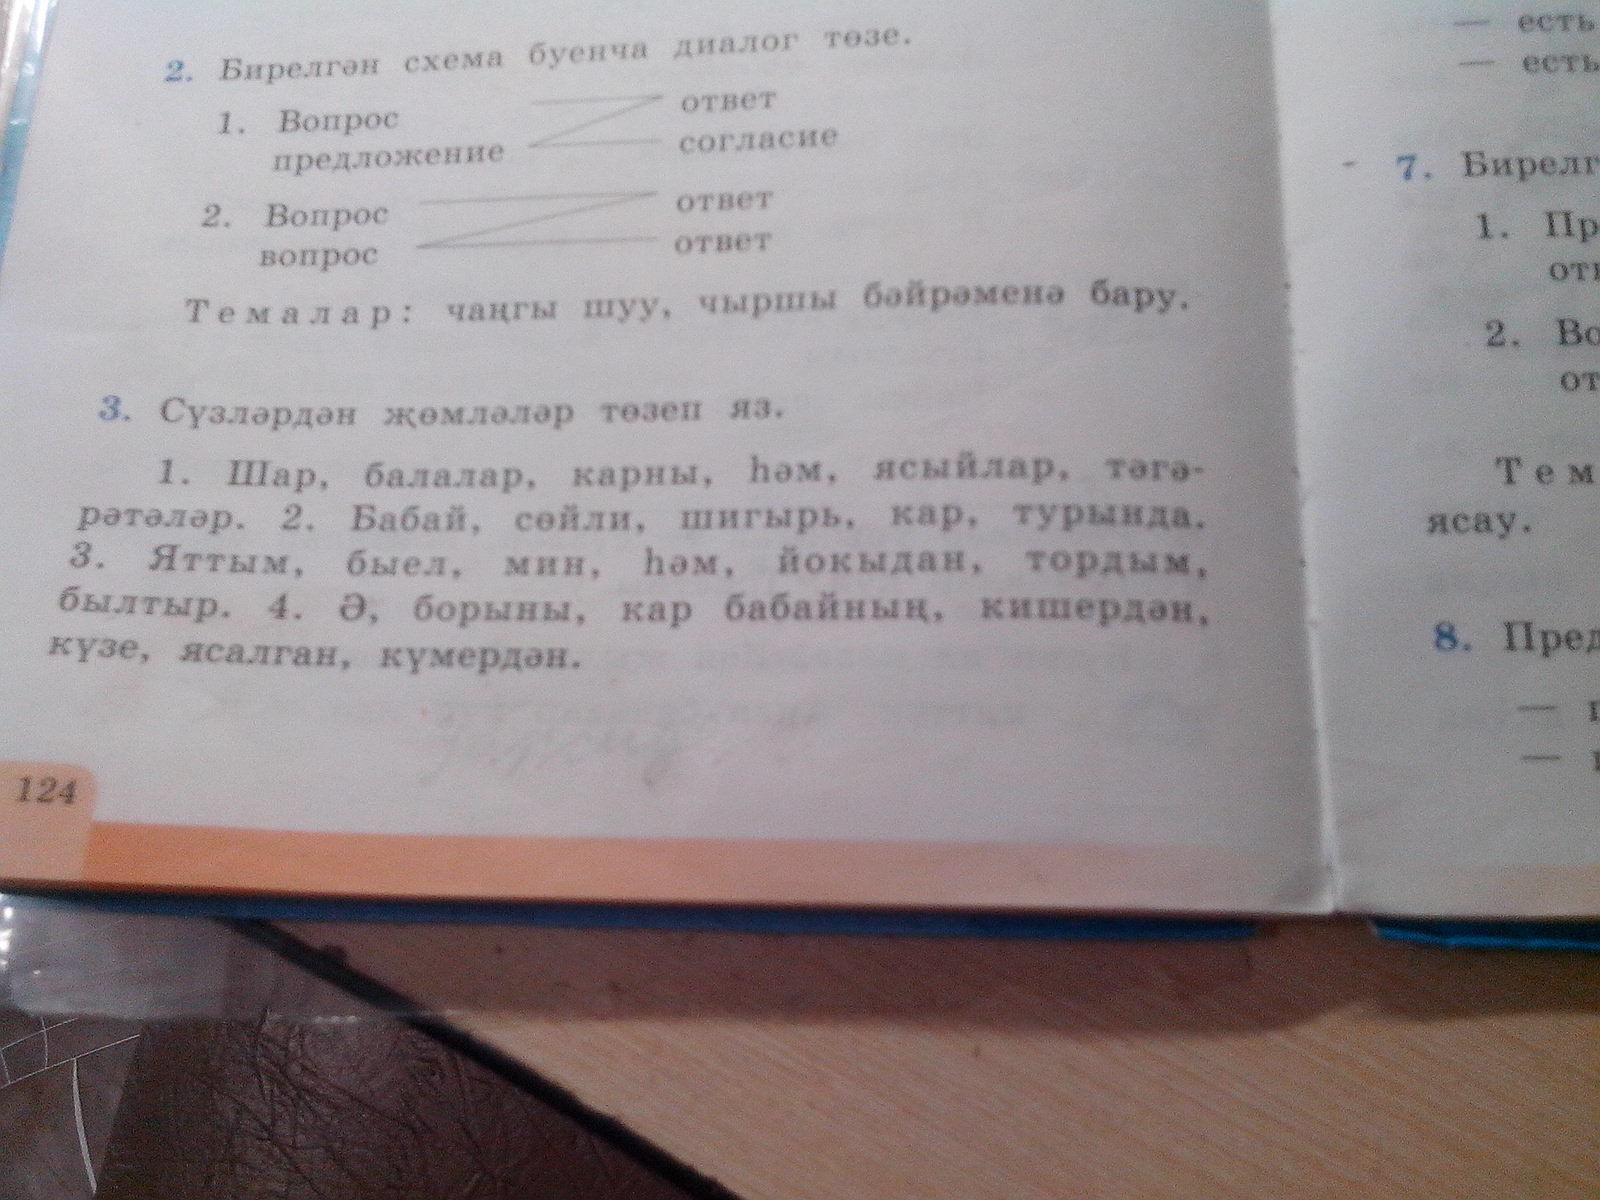 2. Бирелгән схема буенча диалог төзе.
1. Вопрос ответ
предложение согласие
2. Вопрос ответ
вопрос ответ
Темалар: чаңгы шуу, чыршы бәйрәменә бару.
3. Сүзләрдән җөмләләр төзеп яз.
1. Шар, балалар, карны, һәм, ясыйлар, тәгә-
рәтәләр. 2. Бабай, сөйли, шигырь, кар, турында.
3. Яттым, быел, мин, һәм, йокыдан, тордым,
былтыр. 4. Ә, борыны, кар бабайның, кишердән,
күзе, ясалган, күмердән.
124
— есть
— есть
7. Бирелг
1. Пр
отв
2. Во
от
Тем
ясау.
8. Пред
—
—